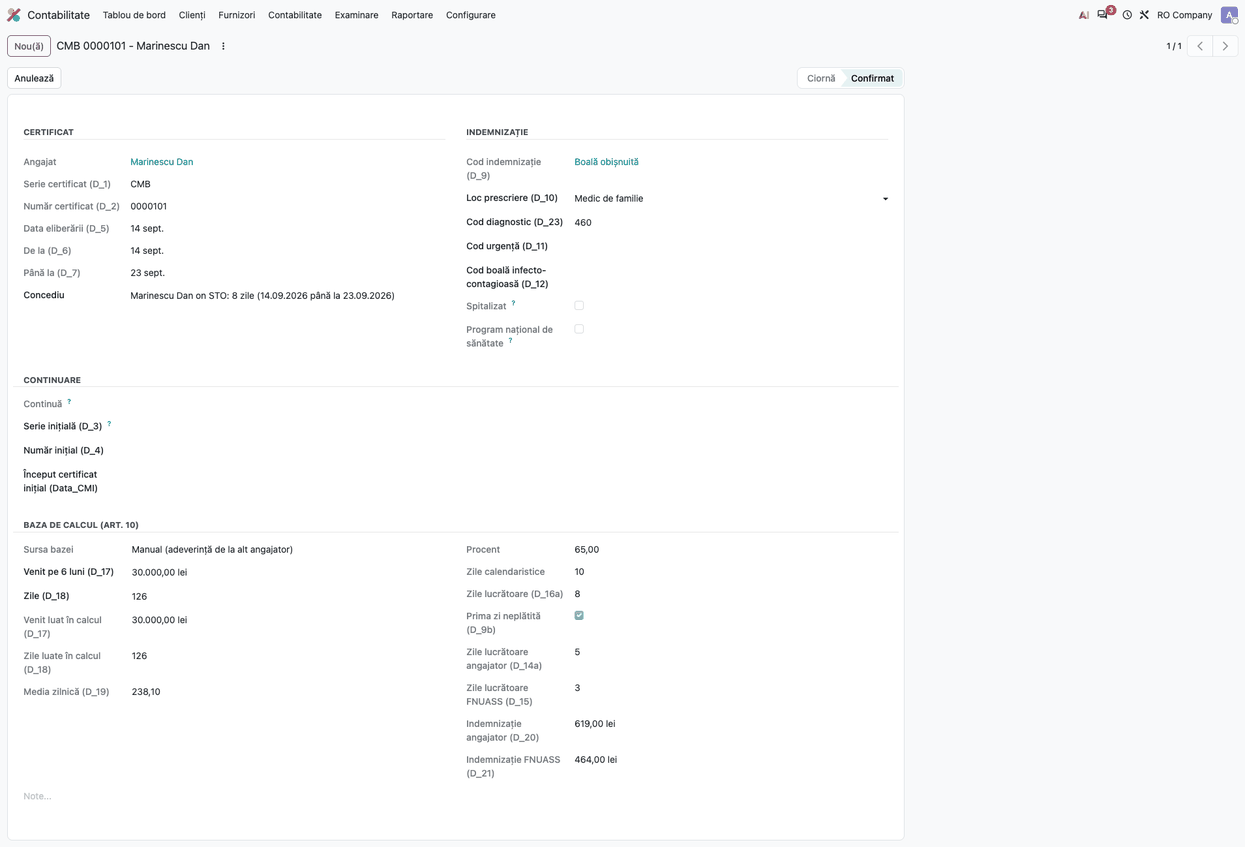 Contabilitate Tablou de bord Clienți Furnizori Contabilitate Examinare Raportare Configurare AI 3 RO Company A
Nou(ă) CMB 0000101 - Marinescu Dan 1 / 1
Anulează Ciornă Confirmat
CERTIFICAT
Angajat Marinescu Dan
Serie certificat (D_1) CMB
Număr certificat (D_2) 0000101
Data eliberării (D_5) 14 sept.
De la (D_6) 14 sept.
Până la (D_7) 23 sept.
Concediu Marinescu Dan on STO: 8 zile (14.09.2026 până la 23.09.2026)
INDEMNIZAȚIE
Cod indemnizație
(D_9) Boală obișnuită
Loc prescriere (D_10) Medic de familie
Cod diagnostic (D_23) 460
Cod urgență (D_11)
Cod boală infecto-
contagioasă (D_12)
Spitalizat ?
Program național de
sănătate ?
CONTINUARE
Continuă ?
Serie inițială (D_3) ?
Număr inițial (D_4)
Început certificat
inițial (Data_CMI)
BAZA DE CALCUL (ART. 10)
Sursa bazei Manual (adeverință de la alt angajator)
Venit pe 6 luni (D_17) 30.000,00 lei
Zile (D_18) 126
Venit luat în calcul
(D_17) 30.000,00 lei
Zile luate în calcul
(D_18) 126
Media zilnică (D_19) 238,10
Procent 65,00
Zile calendaristice 10
Zile lucrătoare (D_16a) 8
Prima zi neplătită
(D_9b)
Zile lucrătoare
angajator (D_14a) 5
Zile lucrătoare
FNUASS (D_15) 3
Indemnizație
angajator (D_20) 619,00 lei
Indemnizație FNUASS
(D_21) 464,00 lei
Note...